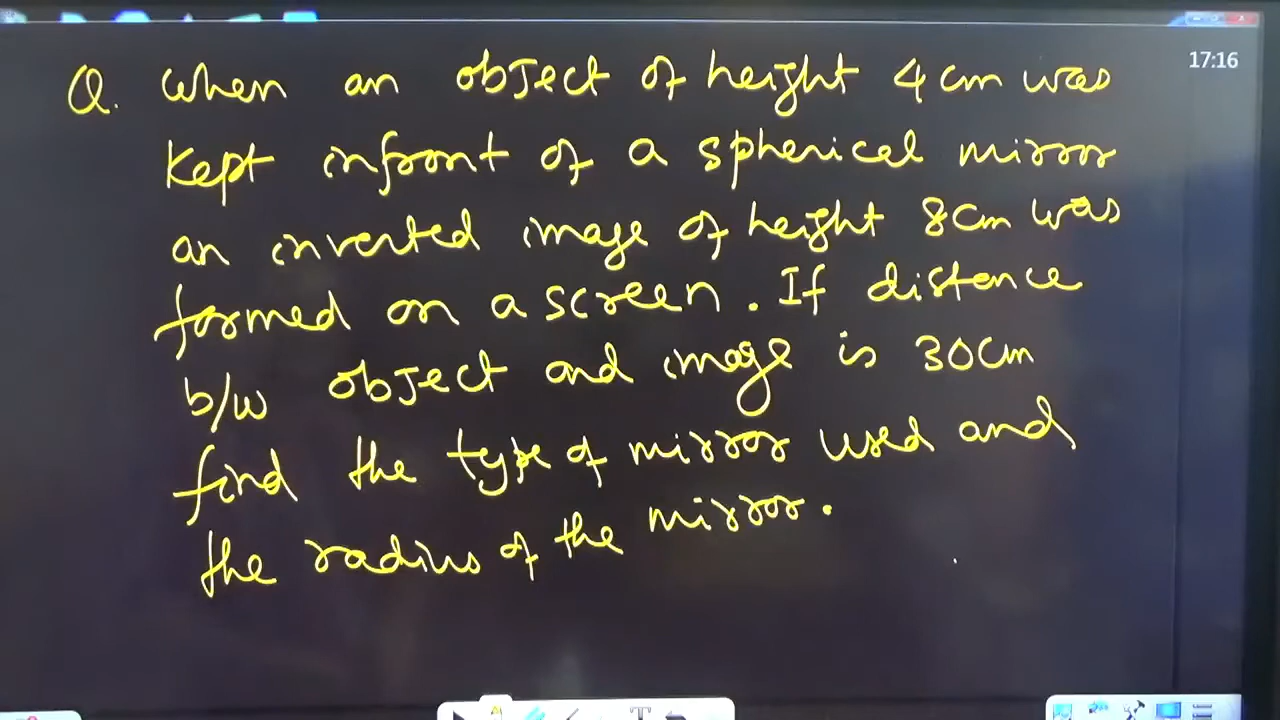 17:16
Q. When an object of height 4 cm was
kept infront of a spherical mirror
an inverted image of height 8cm was
formed on a screen. If distance
b/w object and image is 30cm
find the type of mirror used and
the radius of the mirror.